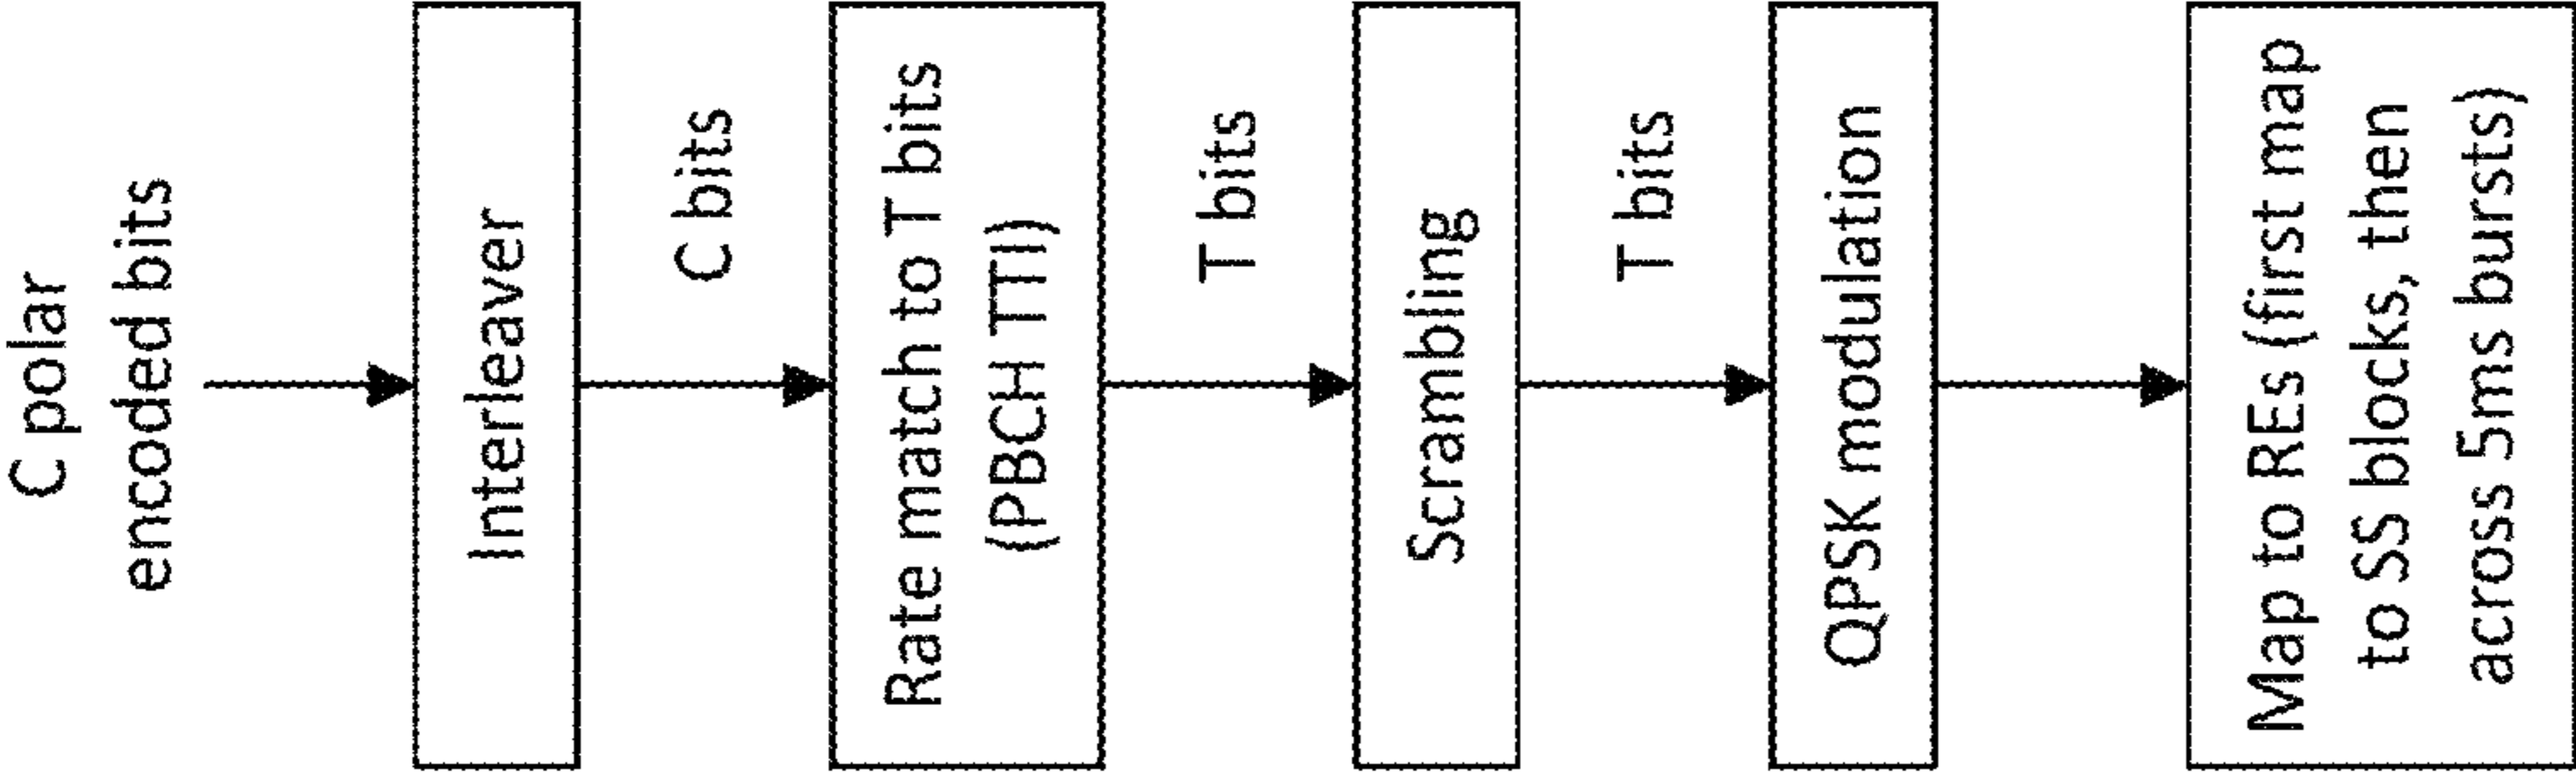 C polar
encoded bits
Interleaver
C bits
Rate match to T bits
(PBCH TTI)
T bits
Scrambling
T bits
QPSK modulation
Map to REs (first map
to SS blocks, then
across 5ms bursts)